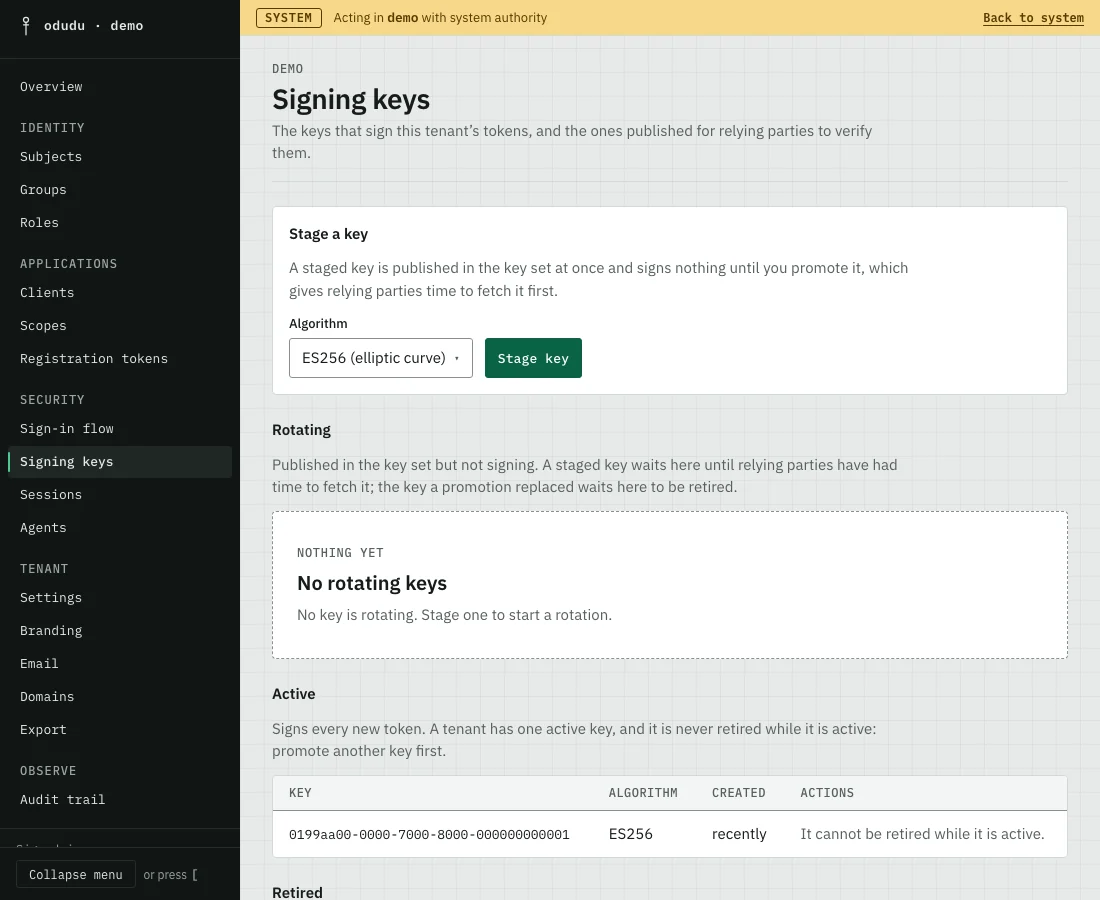 odudu · demo
SYSTEM Acting in demo with system authority Back to system
Overview
IDENTITY
Subjects
Groups
Roles
APPLICATIONS
Clients
Scopes
Registration tokens
SECURITY
Sign-in flow
Signing keys
Sessions
Agents
TENANT
Settings
Branding
Email
Domains
Export
OBSERVE
Audit trail
Collapse menu or press [
DEMO
Signing keys
The keys that sign this tenant’s tokens, and the ones published for relying parties to verify
them.
Stage a key
A staged key is published in the key set at once and signs nothing until you promote it, which
gives relying parties time to fetch it first.
Algorithm
ES256 (elliptic curve) Stage key
Rotating
Published in the key set but not signing. A staged key waits here until relying parties have had
time to fetch it; the key a promotion replaced waits here to be retired.
NOTHING YET
No rotating keys
No key is rotating. Stage one to start a rotation.
Active
Signs every new token. A tenant has one active key, and it is never retired while it is active:
promote another key first.
KEY ALGORITHM CREATED ACTIONS
0199aa00-0000-7000-8000-000000000001 ES256 recently It cannot be retired while it is active.
Retired